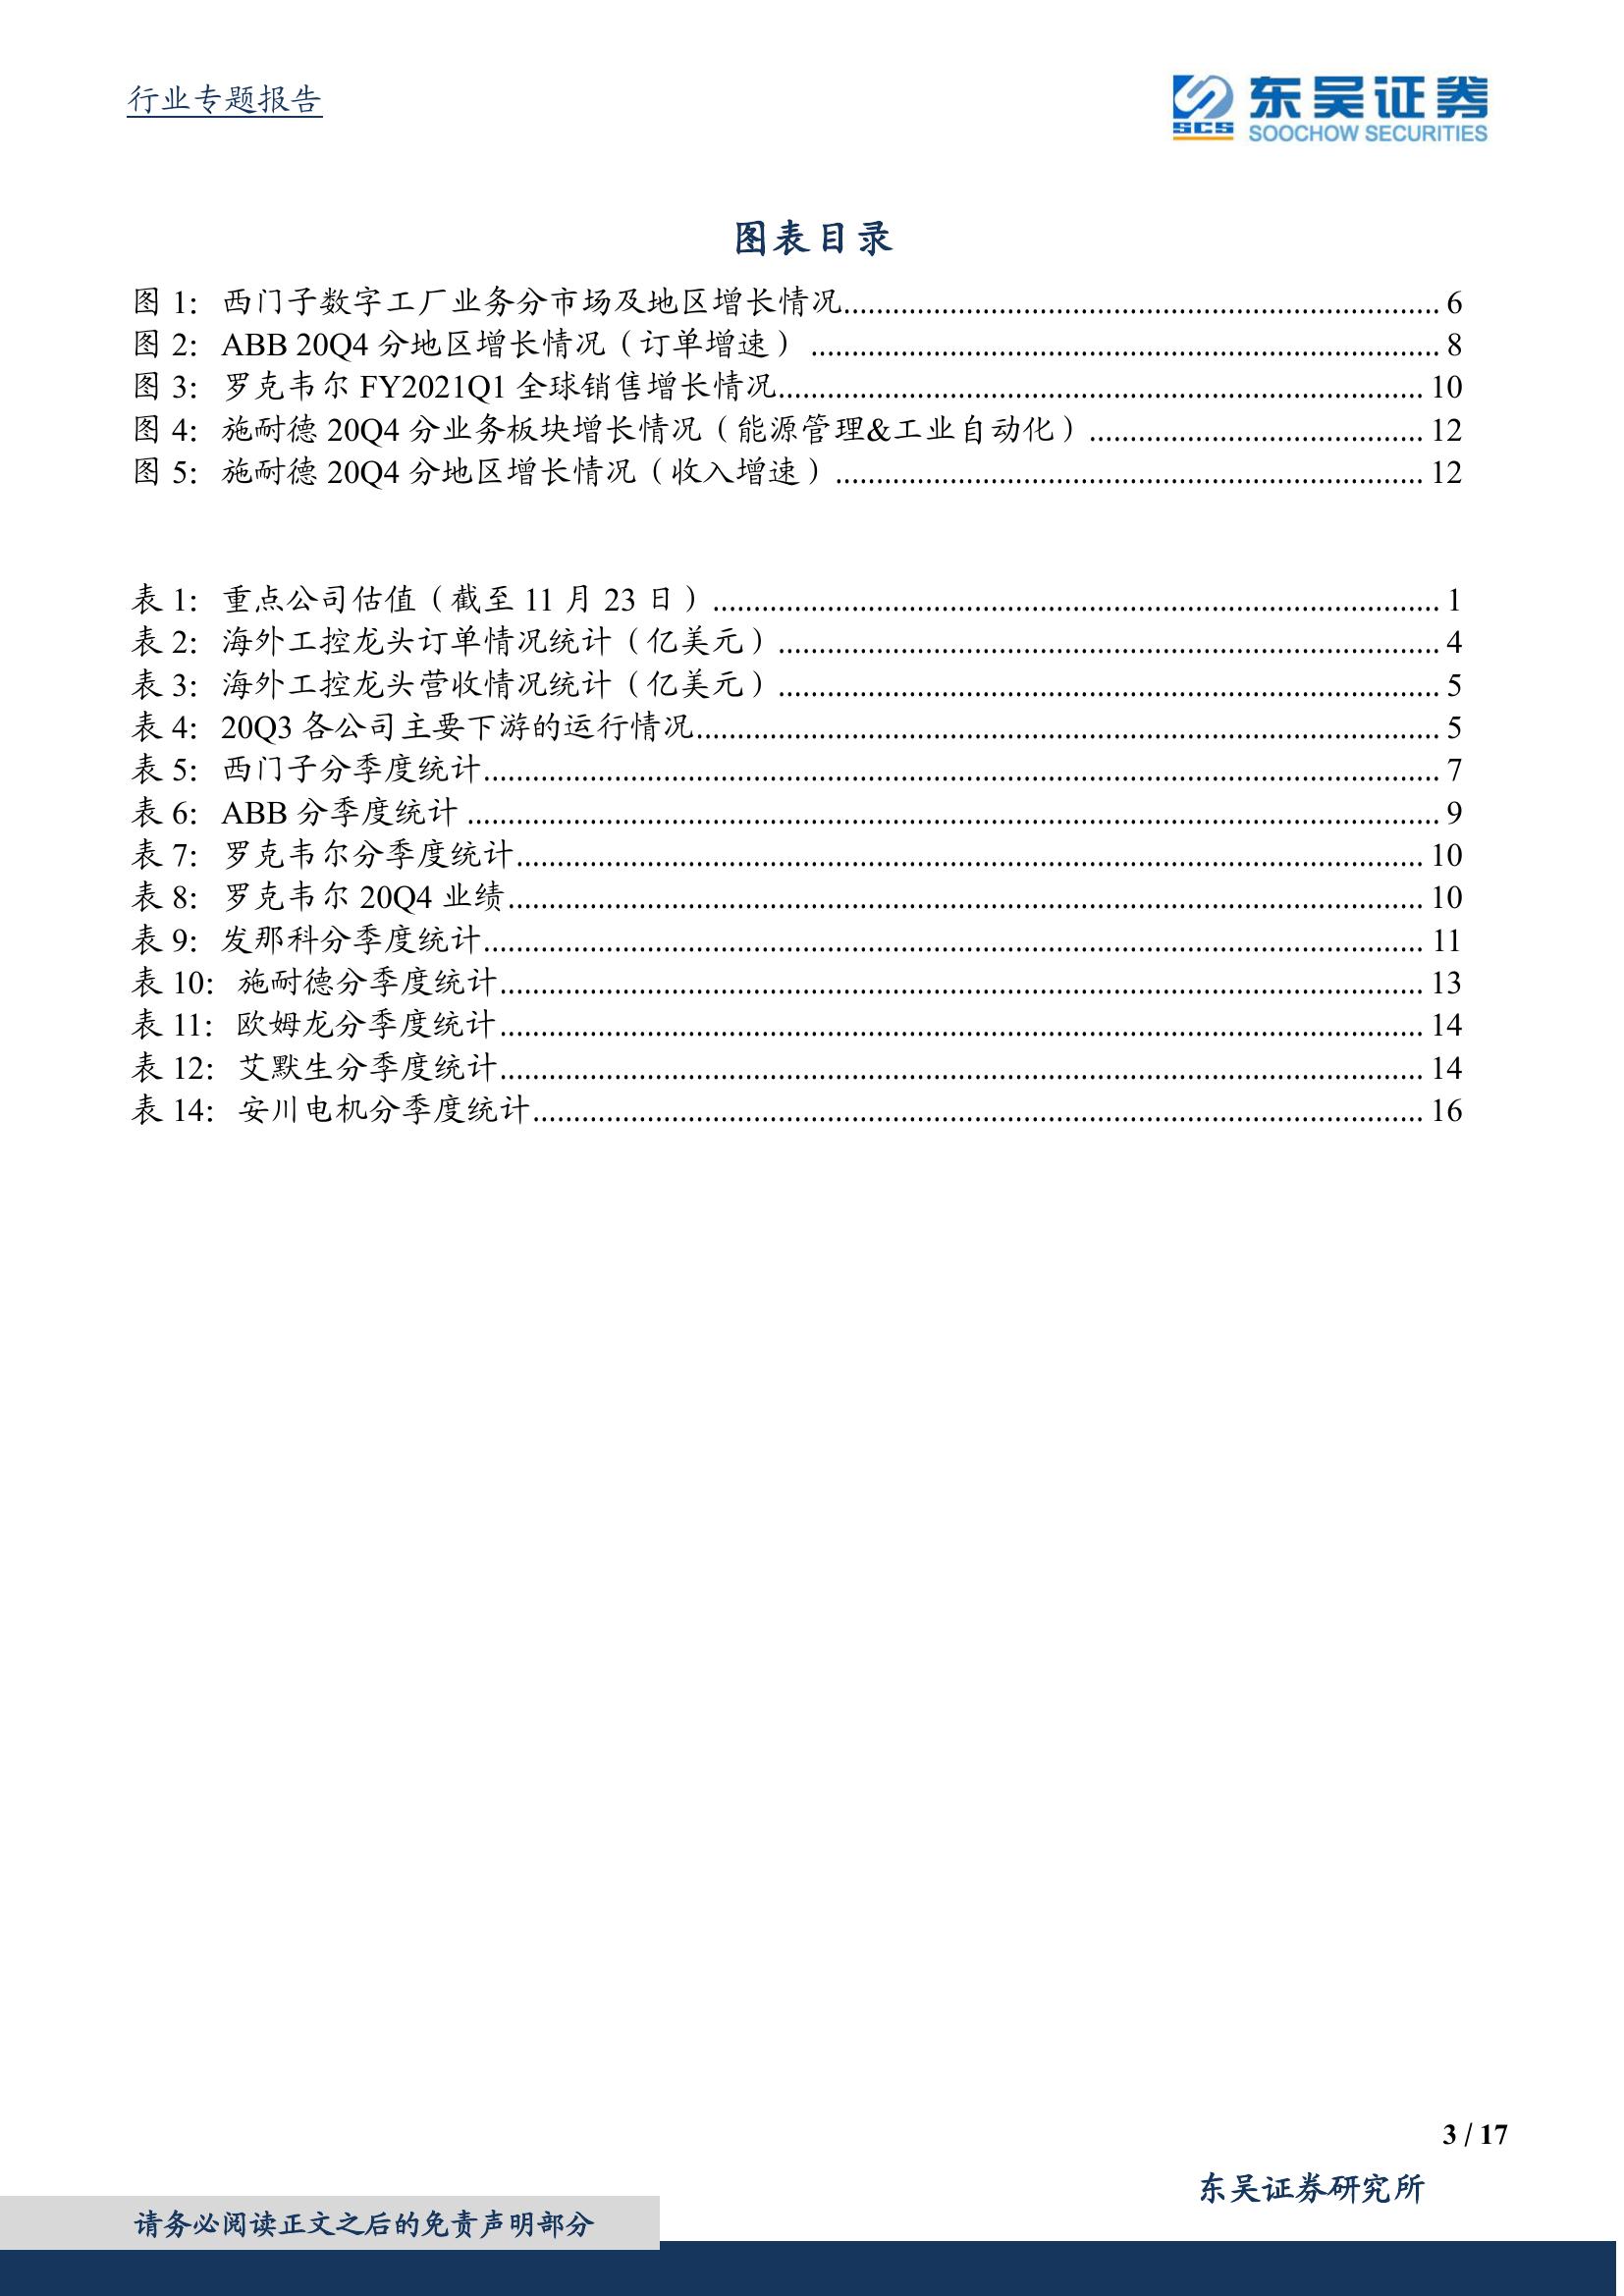 行业专题报告
SCS 东吴证券
SOOCHOW SECURITIES
图表目录
图 1: 西门子数字工厂业务分市场及地区增长情况 6
图 2: ABB 20Q4 分地区增长情况（订单增速） 8
图 3: 罗克韦尔 FY2021Q1 全球销售增长情况 10
图 4: 施耐德 20Q4 分业务板块增长情况（能源管理&工业自动化） 12
图 5: 施耐德 20Q4 分地区增长情况（收入增速） 12
表 1: 重点公司估值（截至 11 月 23 日） 1
表 2: 海外工控龙头订单情况统计（亿美元） 4
表 3: 海外工控龙头营收情况统计（亿美元） 5
表 4: 20Q3 各公司主要下游的运行情况 5
表 5: 西门子分季度统计 7
表 6: ABB 分季度统计 9
表 7: 罗克韦尔分季度统计 10
表 8: 罗克韦尔 20Q4 业绩 10
表 9: 发那科分季度统计 11
表 10: 施耐德分季度统计 13
表 11: 欧姆龙分季度统计 14
表 12: 艾默生分季度统计 14
表 14: 安川电机分季度统计 16
3 / 17
东吴证券研究所
请务必阅读正文之后的免责声明部分